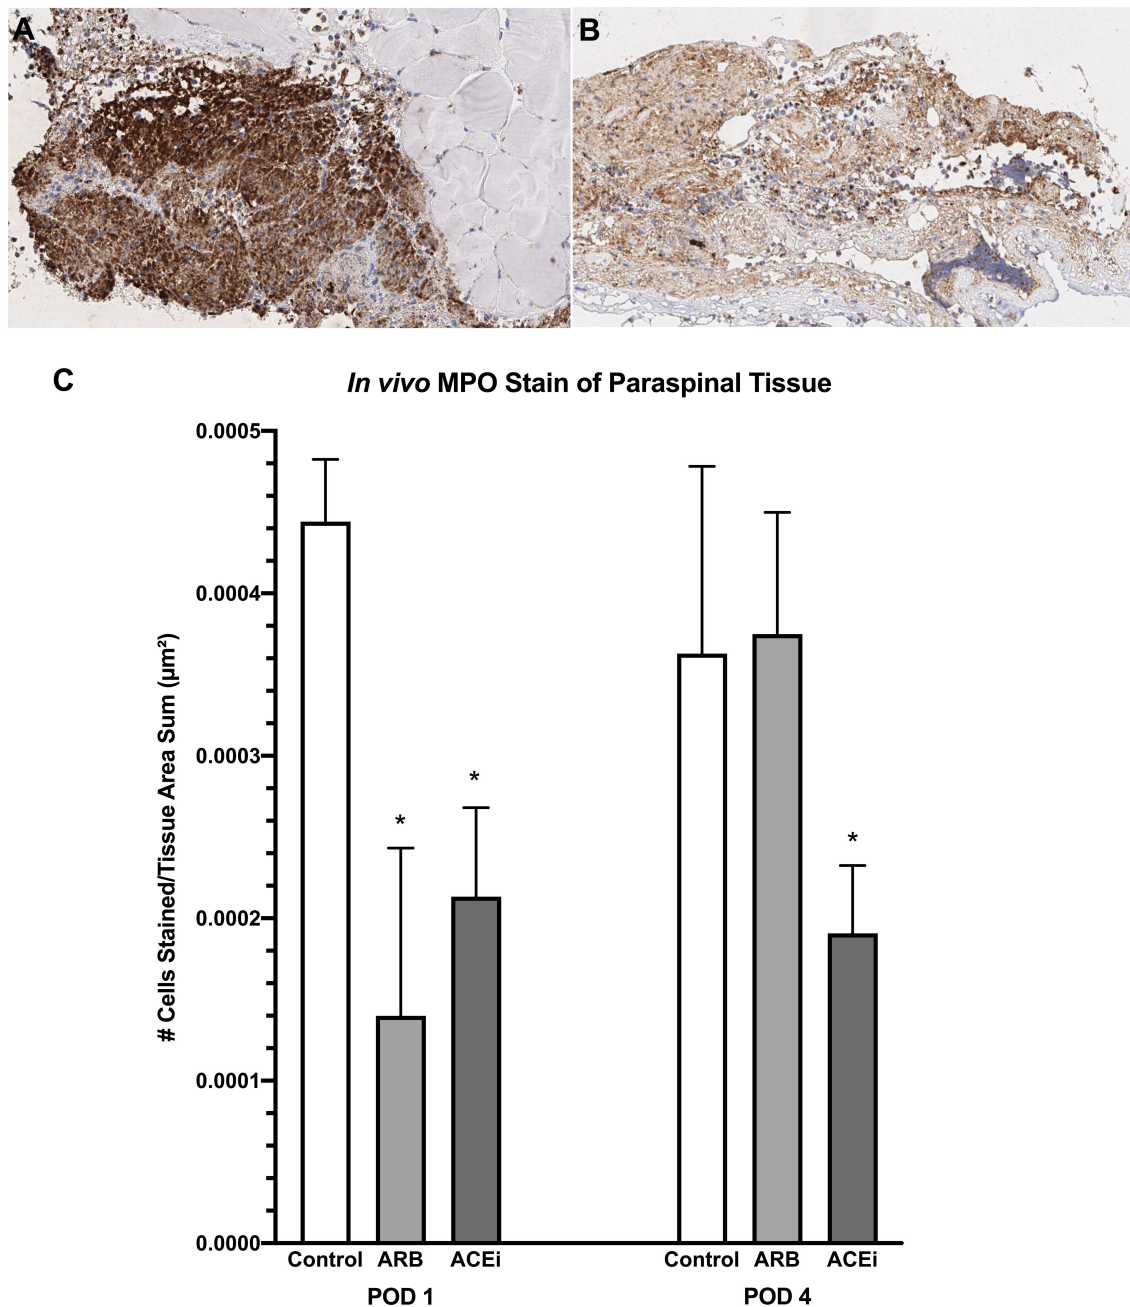 A
B
C
In vivo MPO Stain of Paraspinal Tissue
# Cells Stained/Tissue Area Sum (µm²)
0.0005
0.0004
0.0003
0.0002
0.0001
0.0000
*
*
*
Control ARB ACEi Control ARB ACEi
POD 1 POD 4